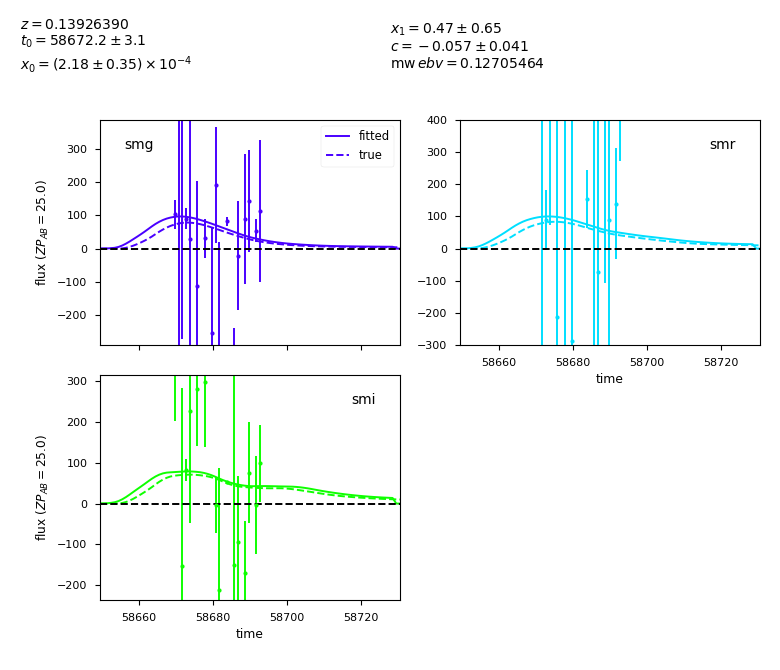 z = 0.13926390
t₀ = 58672.2 ± 3.1
x₀ = (2.18 ± 0.35) × 10⁻⁴
x₁ = 0.47 ± 0.65
c = −0.057 ± 0.041
mw ebv = 0.12705464
smg
fitted
true
300
200
100
0
−100
−200
flux (ZP_AB = 25.0)
smr
400
300
200
100
0
−100
−200
−300
58660 58680 58700 58720
time
smi
300
200
100
0
−100
−200
flux (ZP_AB = 25.0)
58660 58680 58700 58720
time